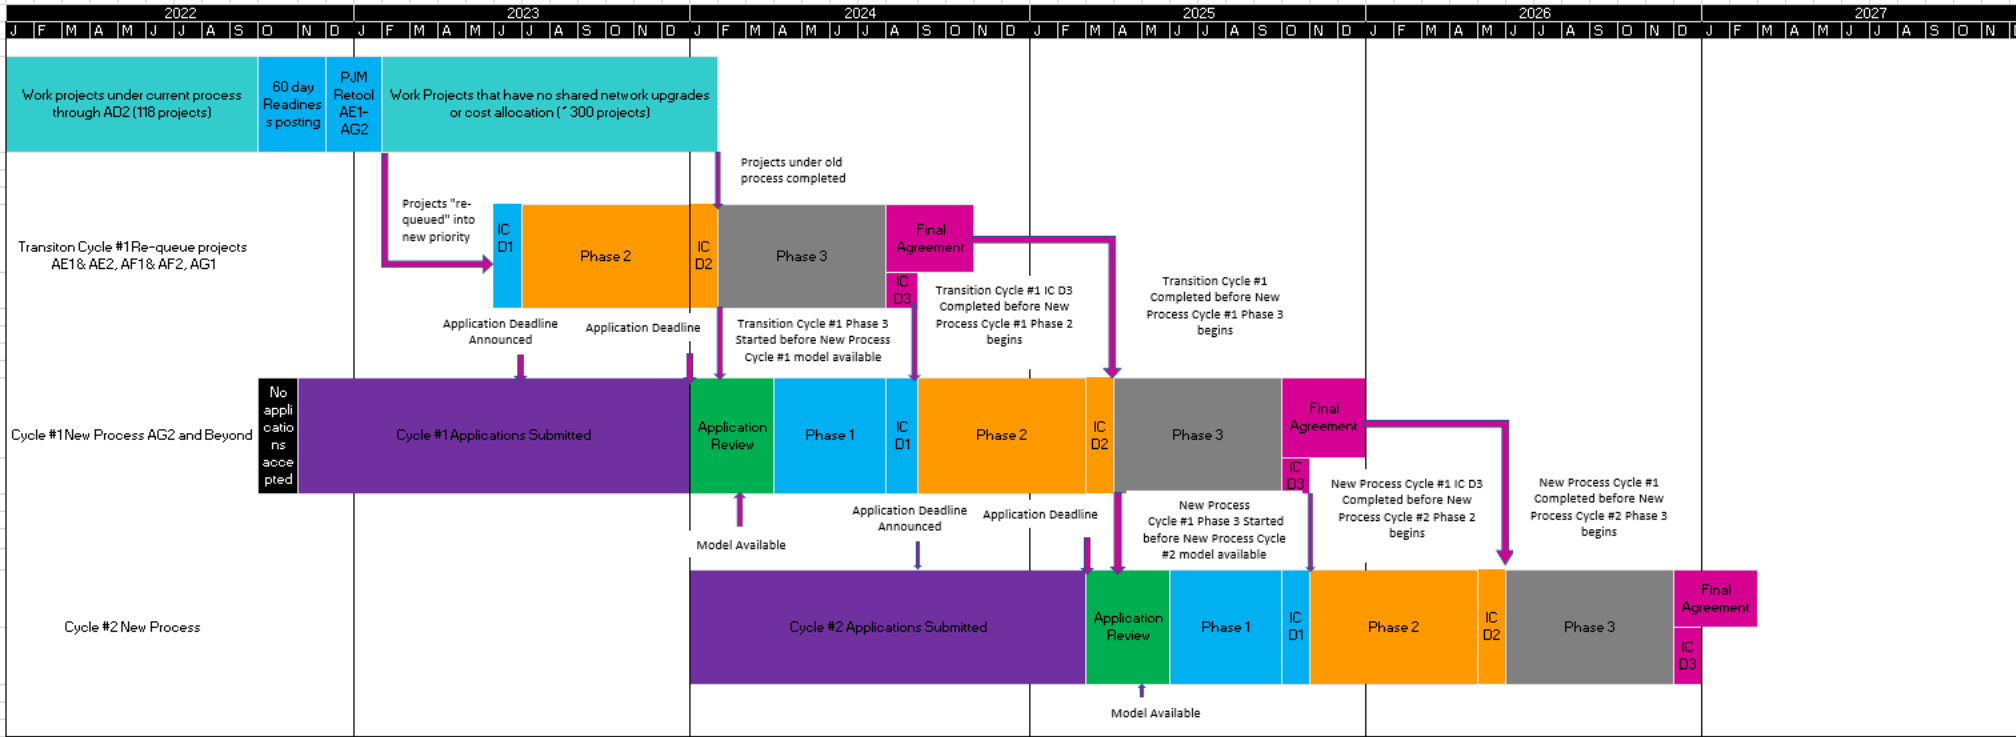 2022 2023 2024 2025 2026 2027
J F M A M J J A S O N D J F M A M J J A S O N D J F M A M J J A S O N D J F M A M J J A S O N D J F M A M J J A S O N D J F M A M J J A S O N D
Work projects under current process
through AD2 (118 projects)
60 day
Readines
s posting
PJM
Retool
AE1-
AG2
Work Projects that have no shared network upgrades
or cost allocation (~300 projects)
Projects under old
process completed
Projects "re-
queued" into
new priority
Transiton Cycle #1 Re-queue projects
AE1 & AE2, AF1 & AF2, AG1
IC
D1
Phase 2
IC
D2
Phase 3
Final
Agreement
IC
D3
Application Deadline
Announced
Application Deadline
Transition Cycle #1 Phase 3
Started before New Process
Cycle #1 model available
Transition Cycle #1 IC D3
Completed before New
Process Cycle #1 Phase 2
begins
Transition Cycle #1
Completed before New
Process Cycle #1 Phase 3
begins
Cycle #1 New Process AG2 and Beyond
No
appli
catio
ns
acce
pted
Cycle #1 Applications Submitted
Application
Review
Phase 1
IC
D1
Phase 2
IC
D2
Phase 3
Final
Agreement
IC
D3
Model Available
Application Deadline
Announced
Application Deadline
New Process
Cycle #1 Phase 3 Started
before New Process Cycle
#2 model available
New Process Cycle #1 IC D3
Completed before New
Process Cycle #2 Phase 2
begins
New Process Cycle #1
Completed before New
Process Cycle #2 Phase 3
begins
Cycle #2 New Process
Cycle #2 Applications Submitted
Application
Review
Phase 1
IC
D1
Phase 2
IC
D2
Phase 3
Final
Agreement
IC
D3
Model Available